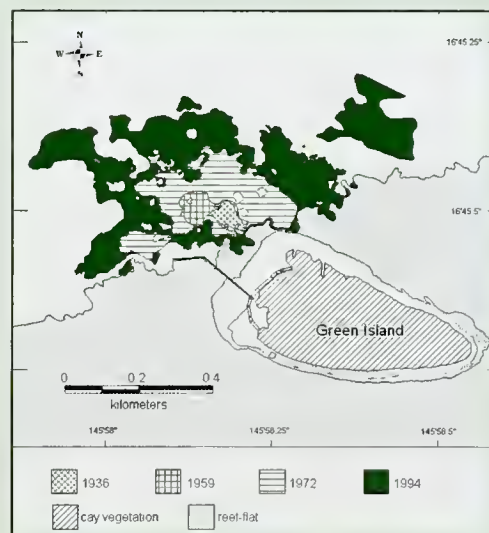 N
W E
S
16°45.25'
16°45.5'
Green Island
0 0.2 0.4
kilometers
145°58'
145°58.25'
145°58.5'
1936
1959
1972
1994
cay vegetation
reef-flat